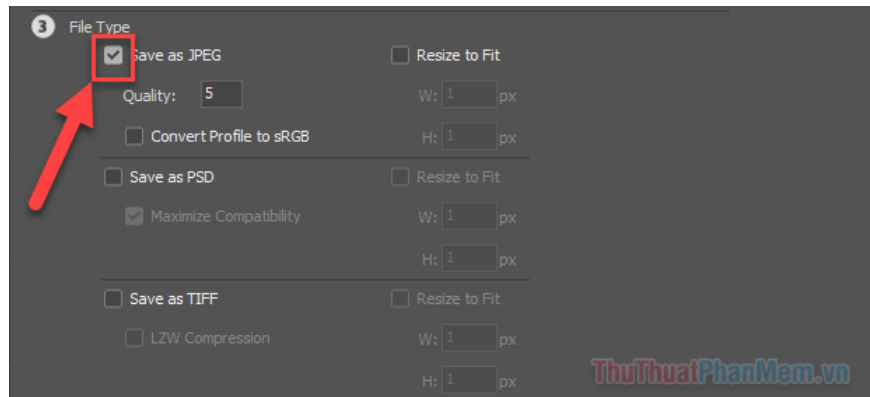 3 File Type
Save as JPEG Resize to Fit
Quality: 5 W: 1 px
Convert Profile to sRGB H: 1 px
Save as PSD Resize to Fit
Maximize Compatibility W: 1 px
H: 1 px
Save as TIFF Resize to Fit
LZW Compression W: 1 px
H: 1 px
ThuThuatPhanMem.vn